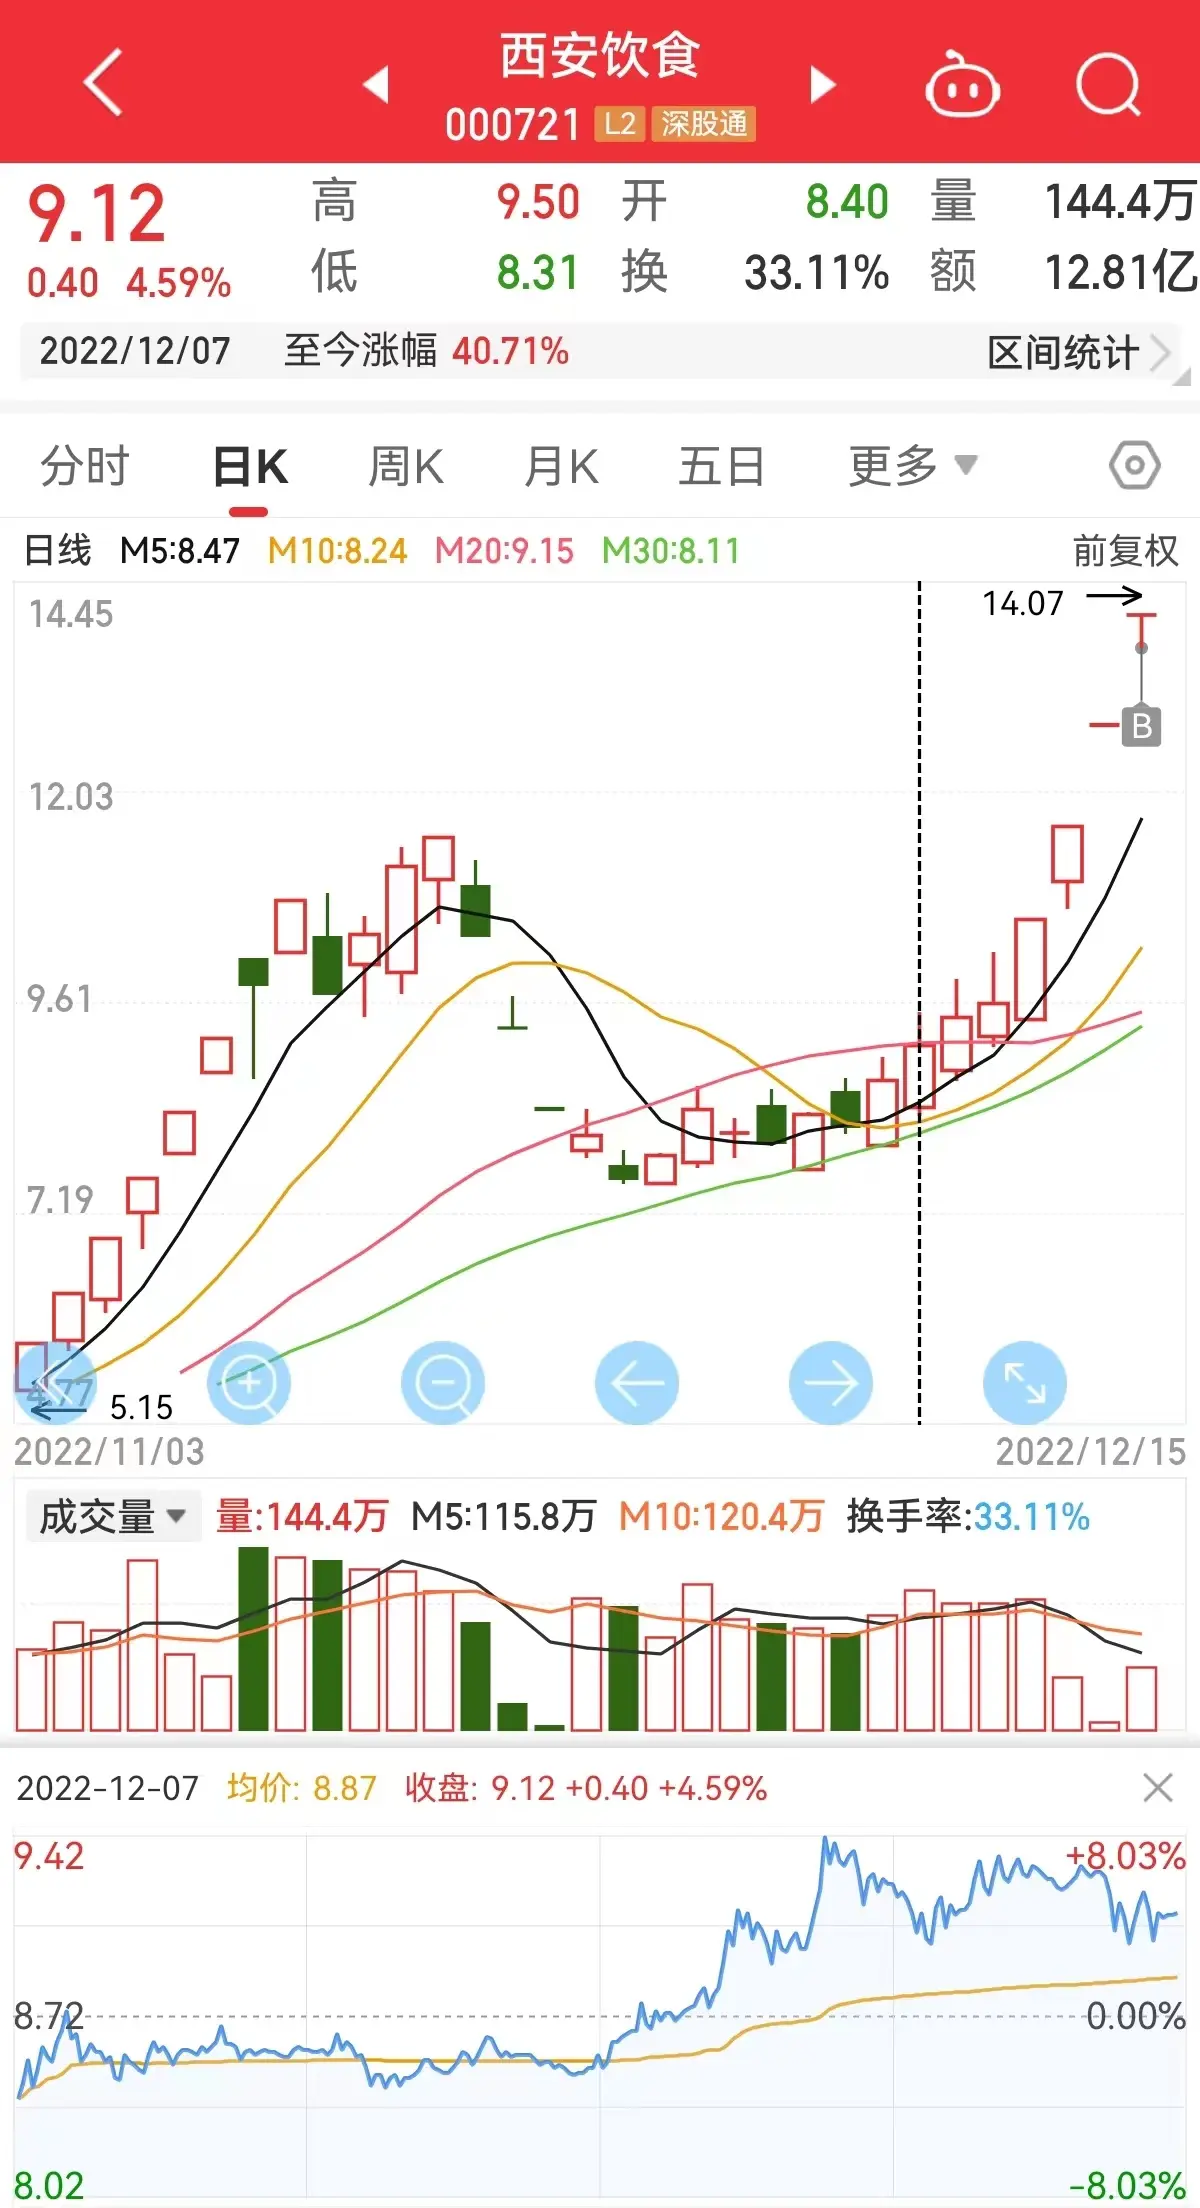 西安饮食
000721 L2 深股通
9.12 高 9.50 开 8.40 量 144.4万
0.40 4.59% 低 8.31 换 33.11% 额 12.81亿
2022/12/07 至今涨幅 40.71% 区间统计
分时 日K 周K 月K 五日 更多
日线 M5:8.47 M10:8.24 M20:9.15 M30:8.11 前复权
14.45
14.07
B
12.03
9.61
7.19
4.77
5.15
2022/11/03 2022/12/15
成交量 量:144.4万 M5:115.8万 M10:120.4万 换手率:33.11%
2022-12-07 均价: 8.87 收盘: 9.12 +0.40 +4.59%
9.42 +8.03%
8.72 0.00%
8.02 -8.03%